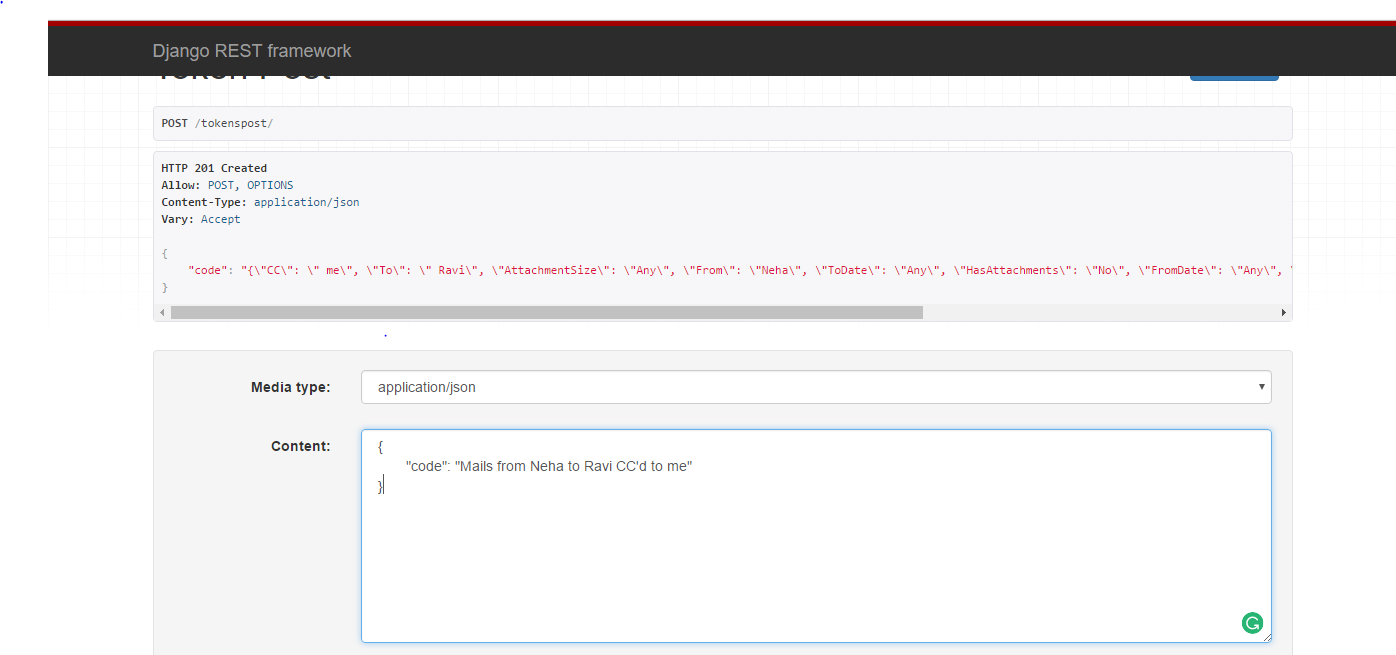 Django REST framework
Token Post
POST /tokenspost/
HTTP 201 Created
Allow: POST, OPTIONS
Content-Type: application/json
Vary: Accept
{
"code": "{\"CC\": \" me\", \"To\": \" Ravi\", \"AttachmentSize\": \"Any\", \"From\": \"Neha\", \"ToDate\": \"Any\", \"HasAttachments\": \"No\", \"FromDate\": \"Any\",
}
Media type:
application/json
Content:
{
"code": "Mails from Neha to Ravi CC'd to me"
}